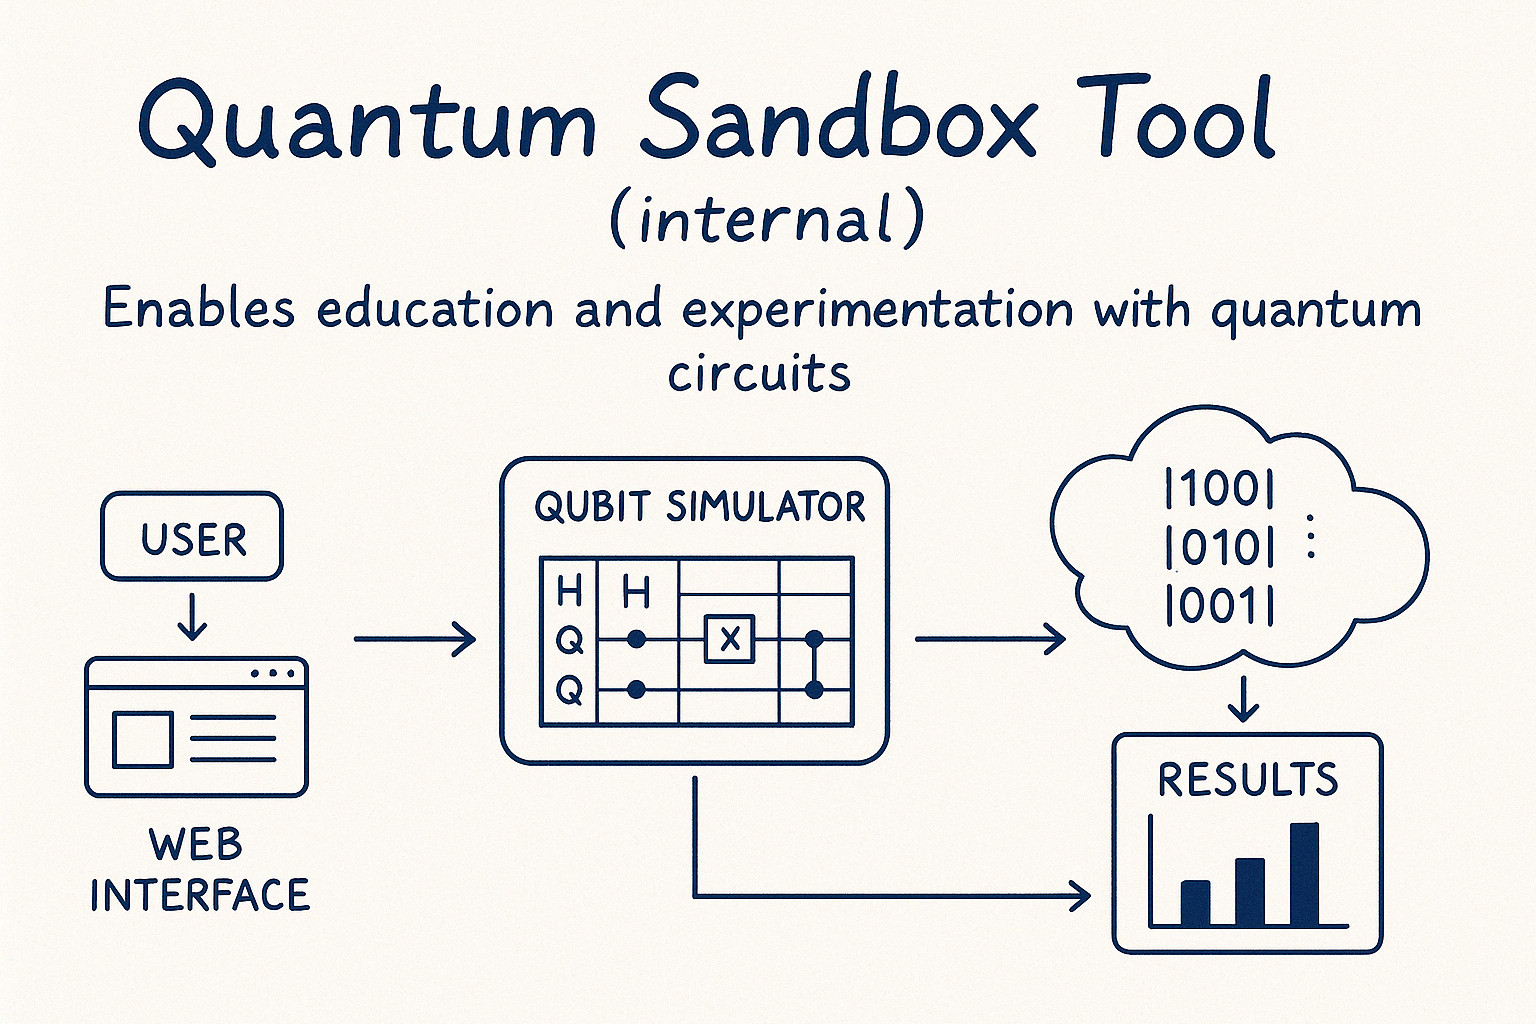 Quantum Sandbox Tool
(internal)
Enables education and experimentation with quantum
circuits
USER
WEB
INTERFACE
QUBIT SIMULATOR
H H
Q X
Q
|100|
|010| ⋮
|001|
RESULTS